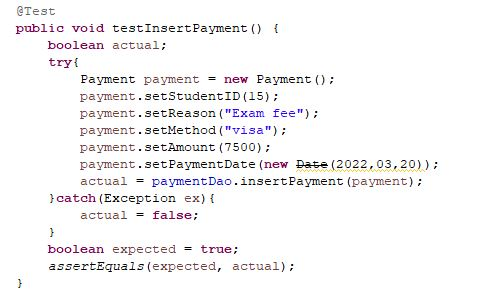 @Test
public void testInsertPayment() {
    boolean actual;
    try{
        Payment payment = new Payment();
        payment.setStudentID(15);
        payment.setReason("Exam fee");
        payment.setMethod("visa");
        payment.setAmount(7500);
        payment.setPaymentDate(new Date(2022,03,20));
        actual = paymentDao.insertPayment(payment);
    }catch(Exception ex){
        actual = false;
    }
    boolean expected = true;
    assertEquals(expected, actual);
}